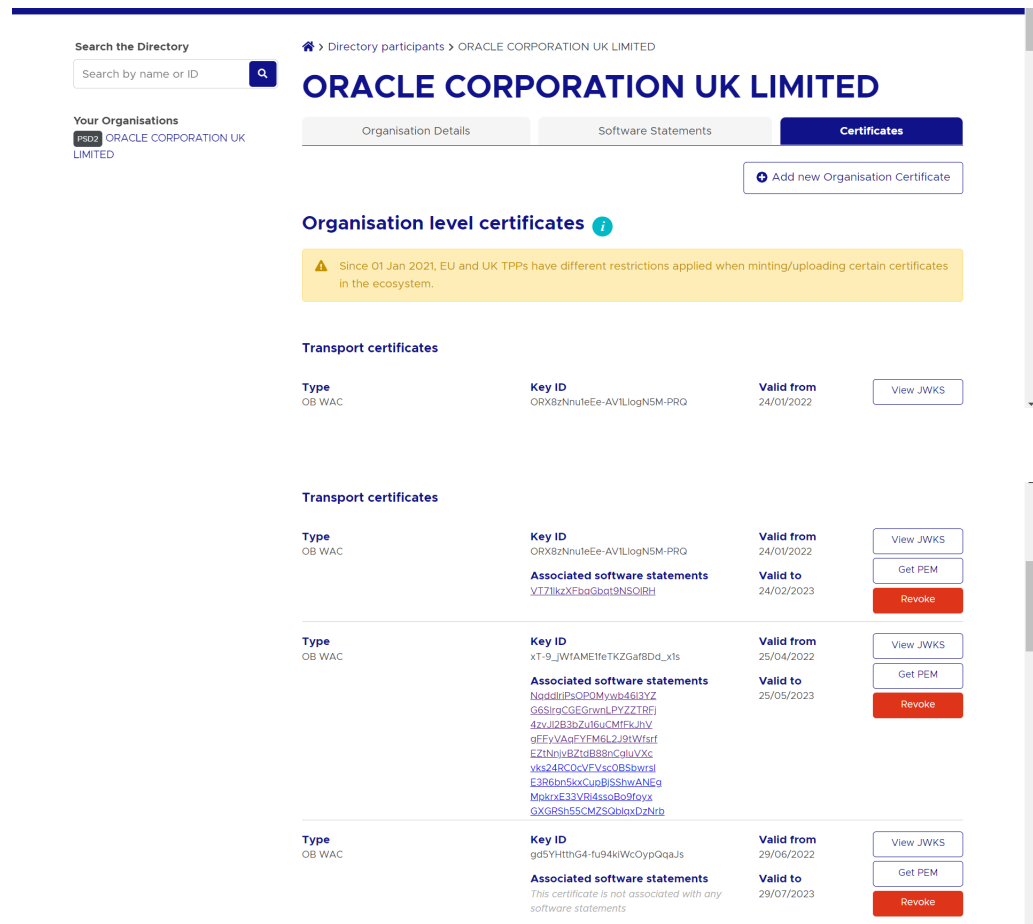 Search the Directory
Search by name or ID
Your Organisations
PSD2 ORACLE CORPORATION UK
LIMITED
> Directory participants > ORACLE CORPORATION UK LIMITED
ORACLE CORPORATION UK LIMITED
Organisation Details
Software Statements
Certificates
Add new Organisation Certificate
Organisation level certificates i
Since 01 Jan 2021, EU and UK TPPs have different restrictions applied when minting/uploading certain certificates
in the ecosystem.
Transport certificates
Type
OB WAC
Key ID
ORX8zNnu1eEe-AV1LlogN5M-PRQ
Valid from
24/01/2022
View JWKS
Transport certificates
Type
OB WAC
Key ID
ORX8zNnu1eEe-AV1LlogN5M-PRQ
Associated software statements
VT71lkzXFbqGbqt9NSOIRH
Valid from
24/01/2022
Valid to
24/02/2023
View JWKS
Get PEM
Revoke
Type
OB WAC
Key ID
xT-9_jWfAME1feTKZGaf8Dd_x1s
Associated software statements
NqddlriPsOP0Mywb46I3YZ
G6SlrgCGEGrwnLPYZZTRFj
4zvJl2B3bZu16uCMfFkJhV
gFFyVAqFYFM6L2J9tWfsrf
EZtNnjvBZtdB88nCgluVXc
vks24RC0cVFVsc0BSbwrsl
E3R6bn5kxCupBjSShwANEg
MpkrxE33VRi4ssoBo9foyx
GXGRSh55CMZSQblqxDzNrb
Valid from
25/04/2022
Valid to
25/05/2023
View JWKS
Get PEM
Revoke
Type
OB WAC
Key ID
gd5YHtthG4-fu94kiWcOypQqaJs
Associated software statements
This certificate is not associated with any
software statements
Valid from
29/06/2022
Valid to
29/07/2023
View JWKS
Get PEM
Revoke